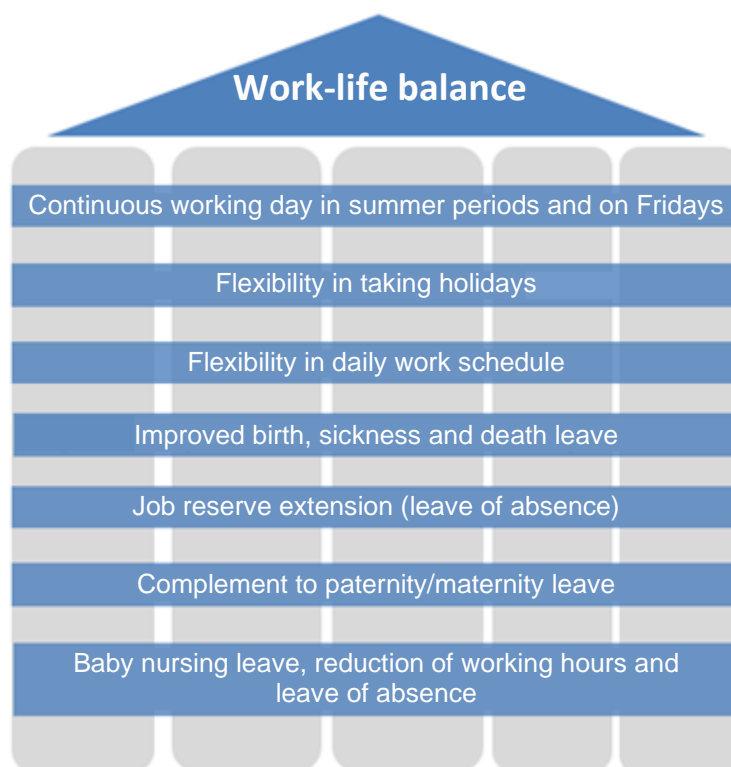 Work-life balance
Continuous working day in summer periods and on Fridays
Flexibility in taking holidays
Flexibility in daily work schedule
Improved birth, sickness and death leave
Job reserve extension (leave of absence)
Complement to paternity/maternity leave
Baby nursing leave, reduction of working hours and
leave of absence